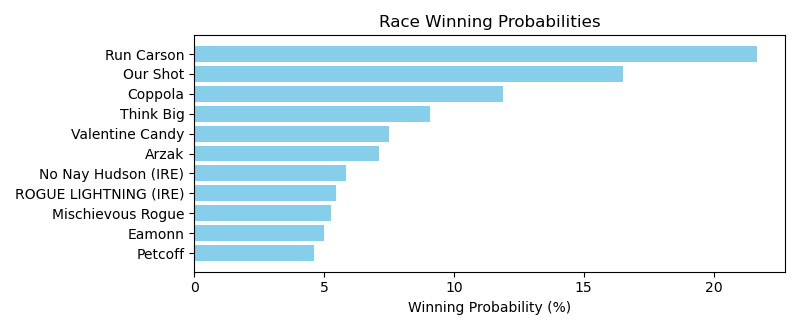 Race Winning Probabilities
Run Carson
Our Shot
Coppola
Think Big
Valentine Candy
Arzak
No Nay Hudson (IRE)
ROGUE LIGHTNING (IRE)
Mischievous Rogue
Eamonn
Petcoff
0 5 10 15 20
Winning Probability (%)